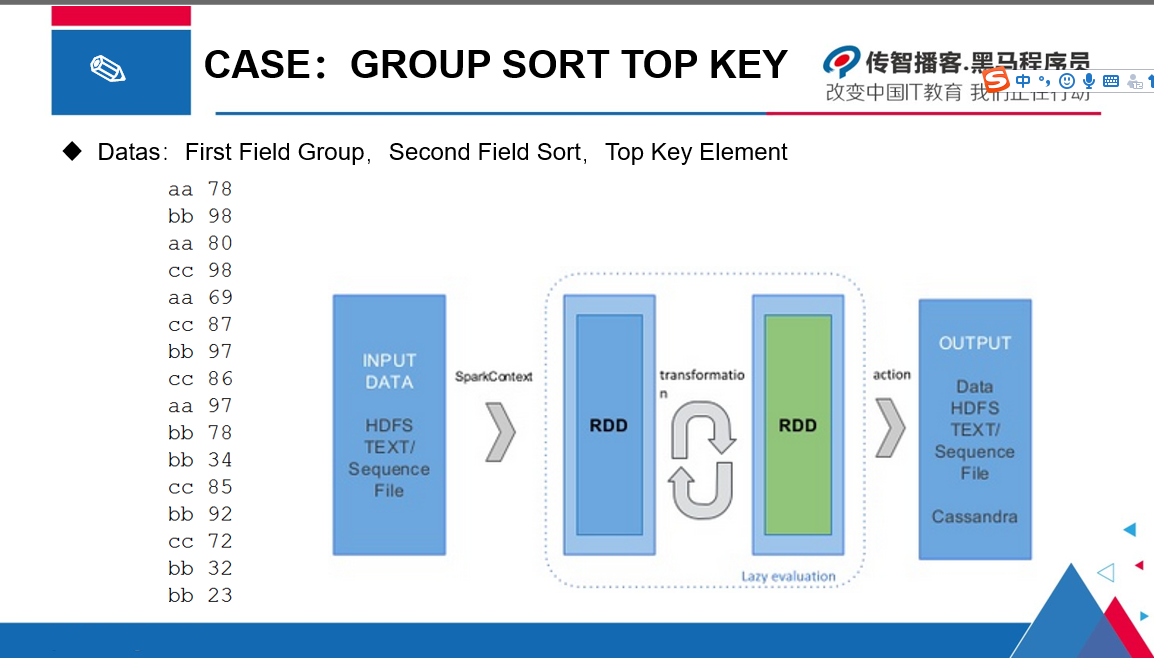 CASE：GROUP SORT TOP KEY
传智播客.黑马程序员
改变中国IT教育 我们正在行动
中
Datas：First Field Group，Second Field Sort，Top Key Element
aa 78
bb 98
aa 80
cc 98
aa 69
cc 87
bb 97
cc 86
aa 97
bb 78
bb 34
cc 85
bb 92
cc 72
bb 32
bb 23
INPUT
DATA
HDFS
TEXT/
Sequence
File
SparkContext
RDD
transformatio
n
RDD
Lazy evaluation
action
OUTPUT
Data
HDFS
TEXT/
Sequence
File
Cassandra